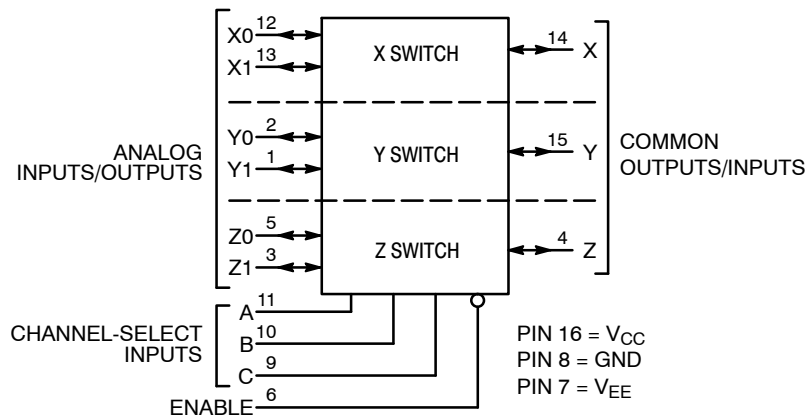 X0 12
X1 13
X SWITCH
14 X
Y0 2
Y1 1
Y SWITCH
15 Y
ANALOG
INPUTS/OUTPUTS
COMMON
OUTPUTS/INPUTS
Z0 5
Z1 3
Z SWITCH
4 Z
CHANNEL-SELECT
INPUTS
A 11
B 10
C 9
ENABLE 6
PIN 16 = VCC
PIN 8 = GND
PIN 7 = VEE